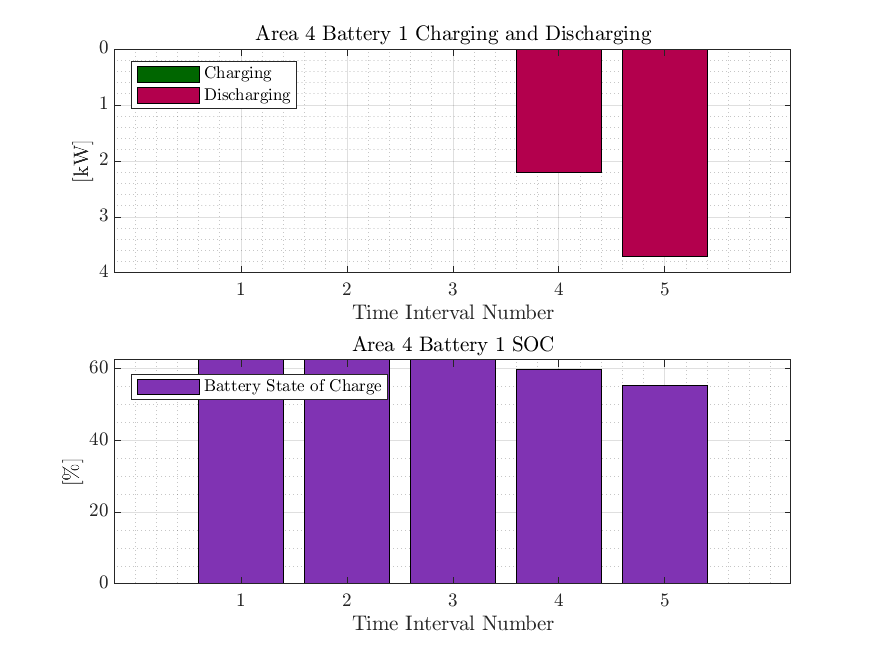 Area 4 Battery 1 Charging and Discharging
0
1
2
3
4
[kW]
Charging
Discharging
1 2 3 4 5
Time Interval Number
Area 4 Battery 1 SOC
60
40
20
0
[%]
Battery State of Charge
1 2 3 4 5
Time Interval Number